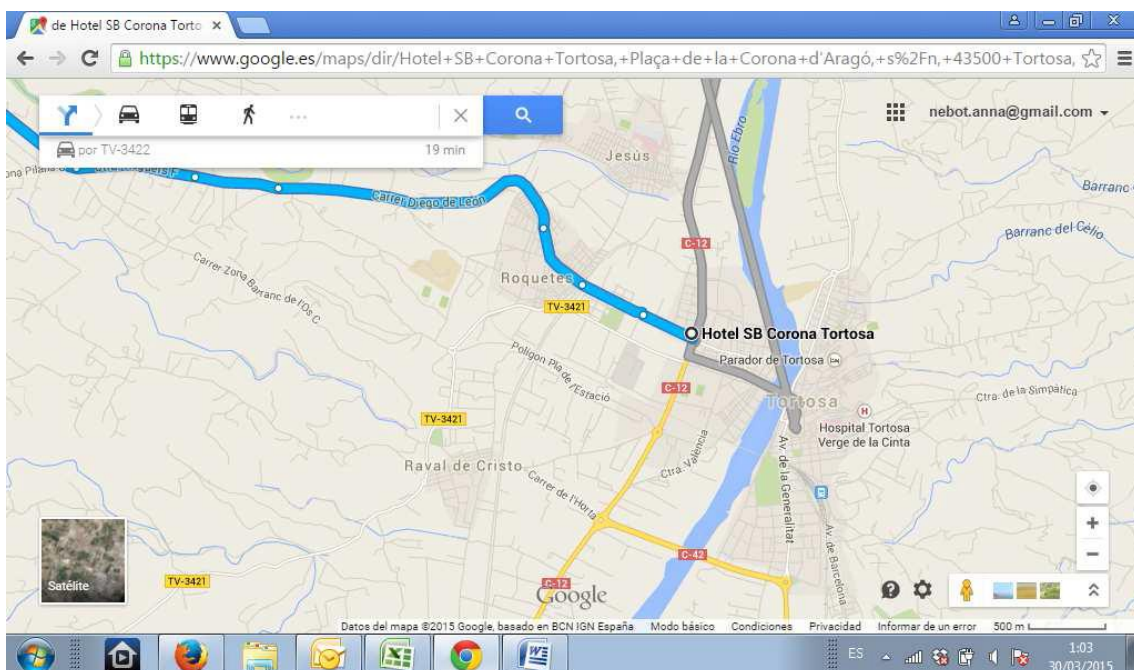 de Hotel SB Corona Torto
https://www.google.es/maps/dir/Hotel+SB+Corona+Tortosa,+Plaça+de+la+Corona+d'Aragó,+s%2Fn,+43500+Tortosa,
nebot.anna@gmail.com
por TV-3422
19 min
Jesús
Río Ebro
Barranc
Carrer Diego de León
Barranc del Célio
C-12
Carrer Zona Barranc de l'Os C.
Roquetes
TV-3421
Hotel SB Corona Tortosa
Parador de Tortosa
Polígon Pla de l'Estació
C-12
Ctra. de la Simpàtica
Tortosa
TV-3421
Hospital Tortosa
Verge de la Cinta
Ctra. València
Raval de Cristo
Av. de la Generalitat
Carrer de l'Horta
Av. de Barcelona
C-42
Satélite
TV-3421
C-12
Google
Datos del mapa ©2015 Google, basado en BCN IGN España
Modo básico
Condiciones
Privacidad
Informar de un error
500 m
ES
1:03
30/03/2015